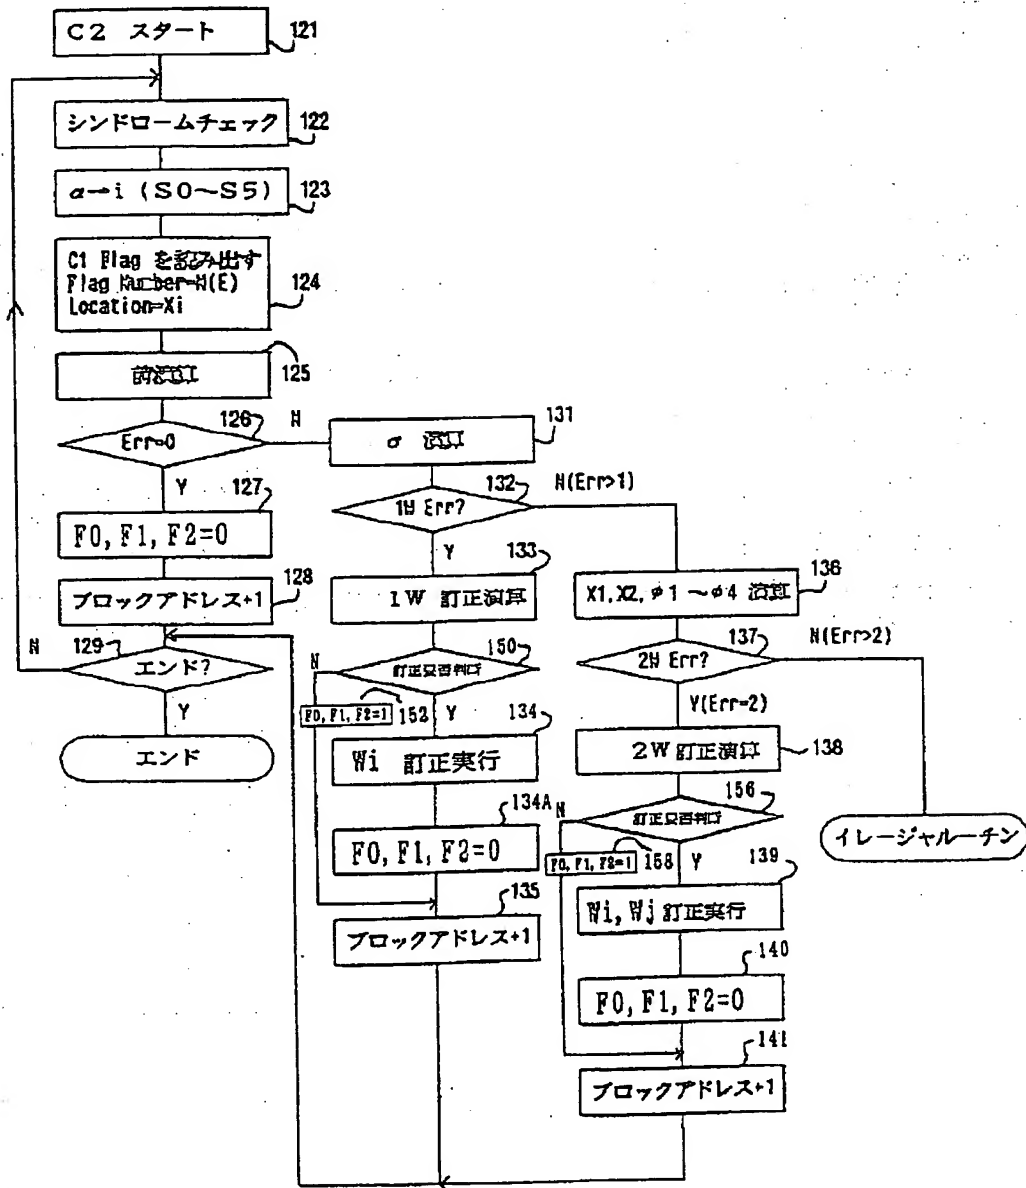 C2 スタート
121
シンドロームチェック
122
α→i (S0～S5)
123
C1 Flag を読み出す
Flag Number=N(E)
Location=Xi
124
前演算
125
Err=0
126
N
Y
127
F0, F1, F2=0
128
ブロックアドレス+1
129
N
エンド?
Y
エンド
131
σ 演算
132
N(Err>1)
1W Err?
Y
133
1W 訂正演算
150
N
訂正良否判断
F0, F1, F2=1
152
Y
134
Wi 訂正実行
134A
F0, F1, F2=0
135
ブロックアドレス+1
136
X1, X2, φ1 ～φ4 演算
137
N(Err>2)
2W Err?
Y(Err=2)
2W 訂正演算
138
156
N
訂正良否判断
F0, F1, F2=1
158
Y
139
Wi, Wj 訂正実行
140
F0, F1, F2=0
141
ブロックアドレス+1
イレージャルーチン